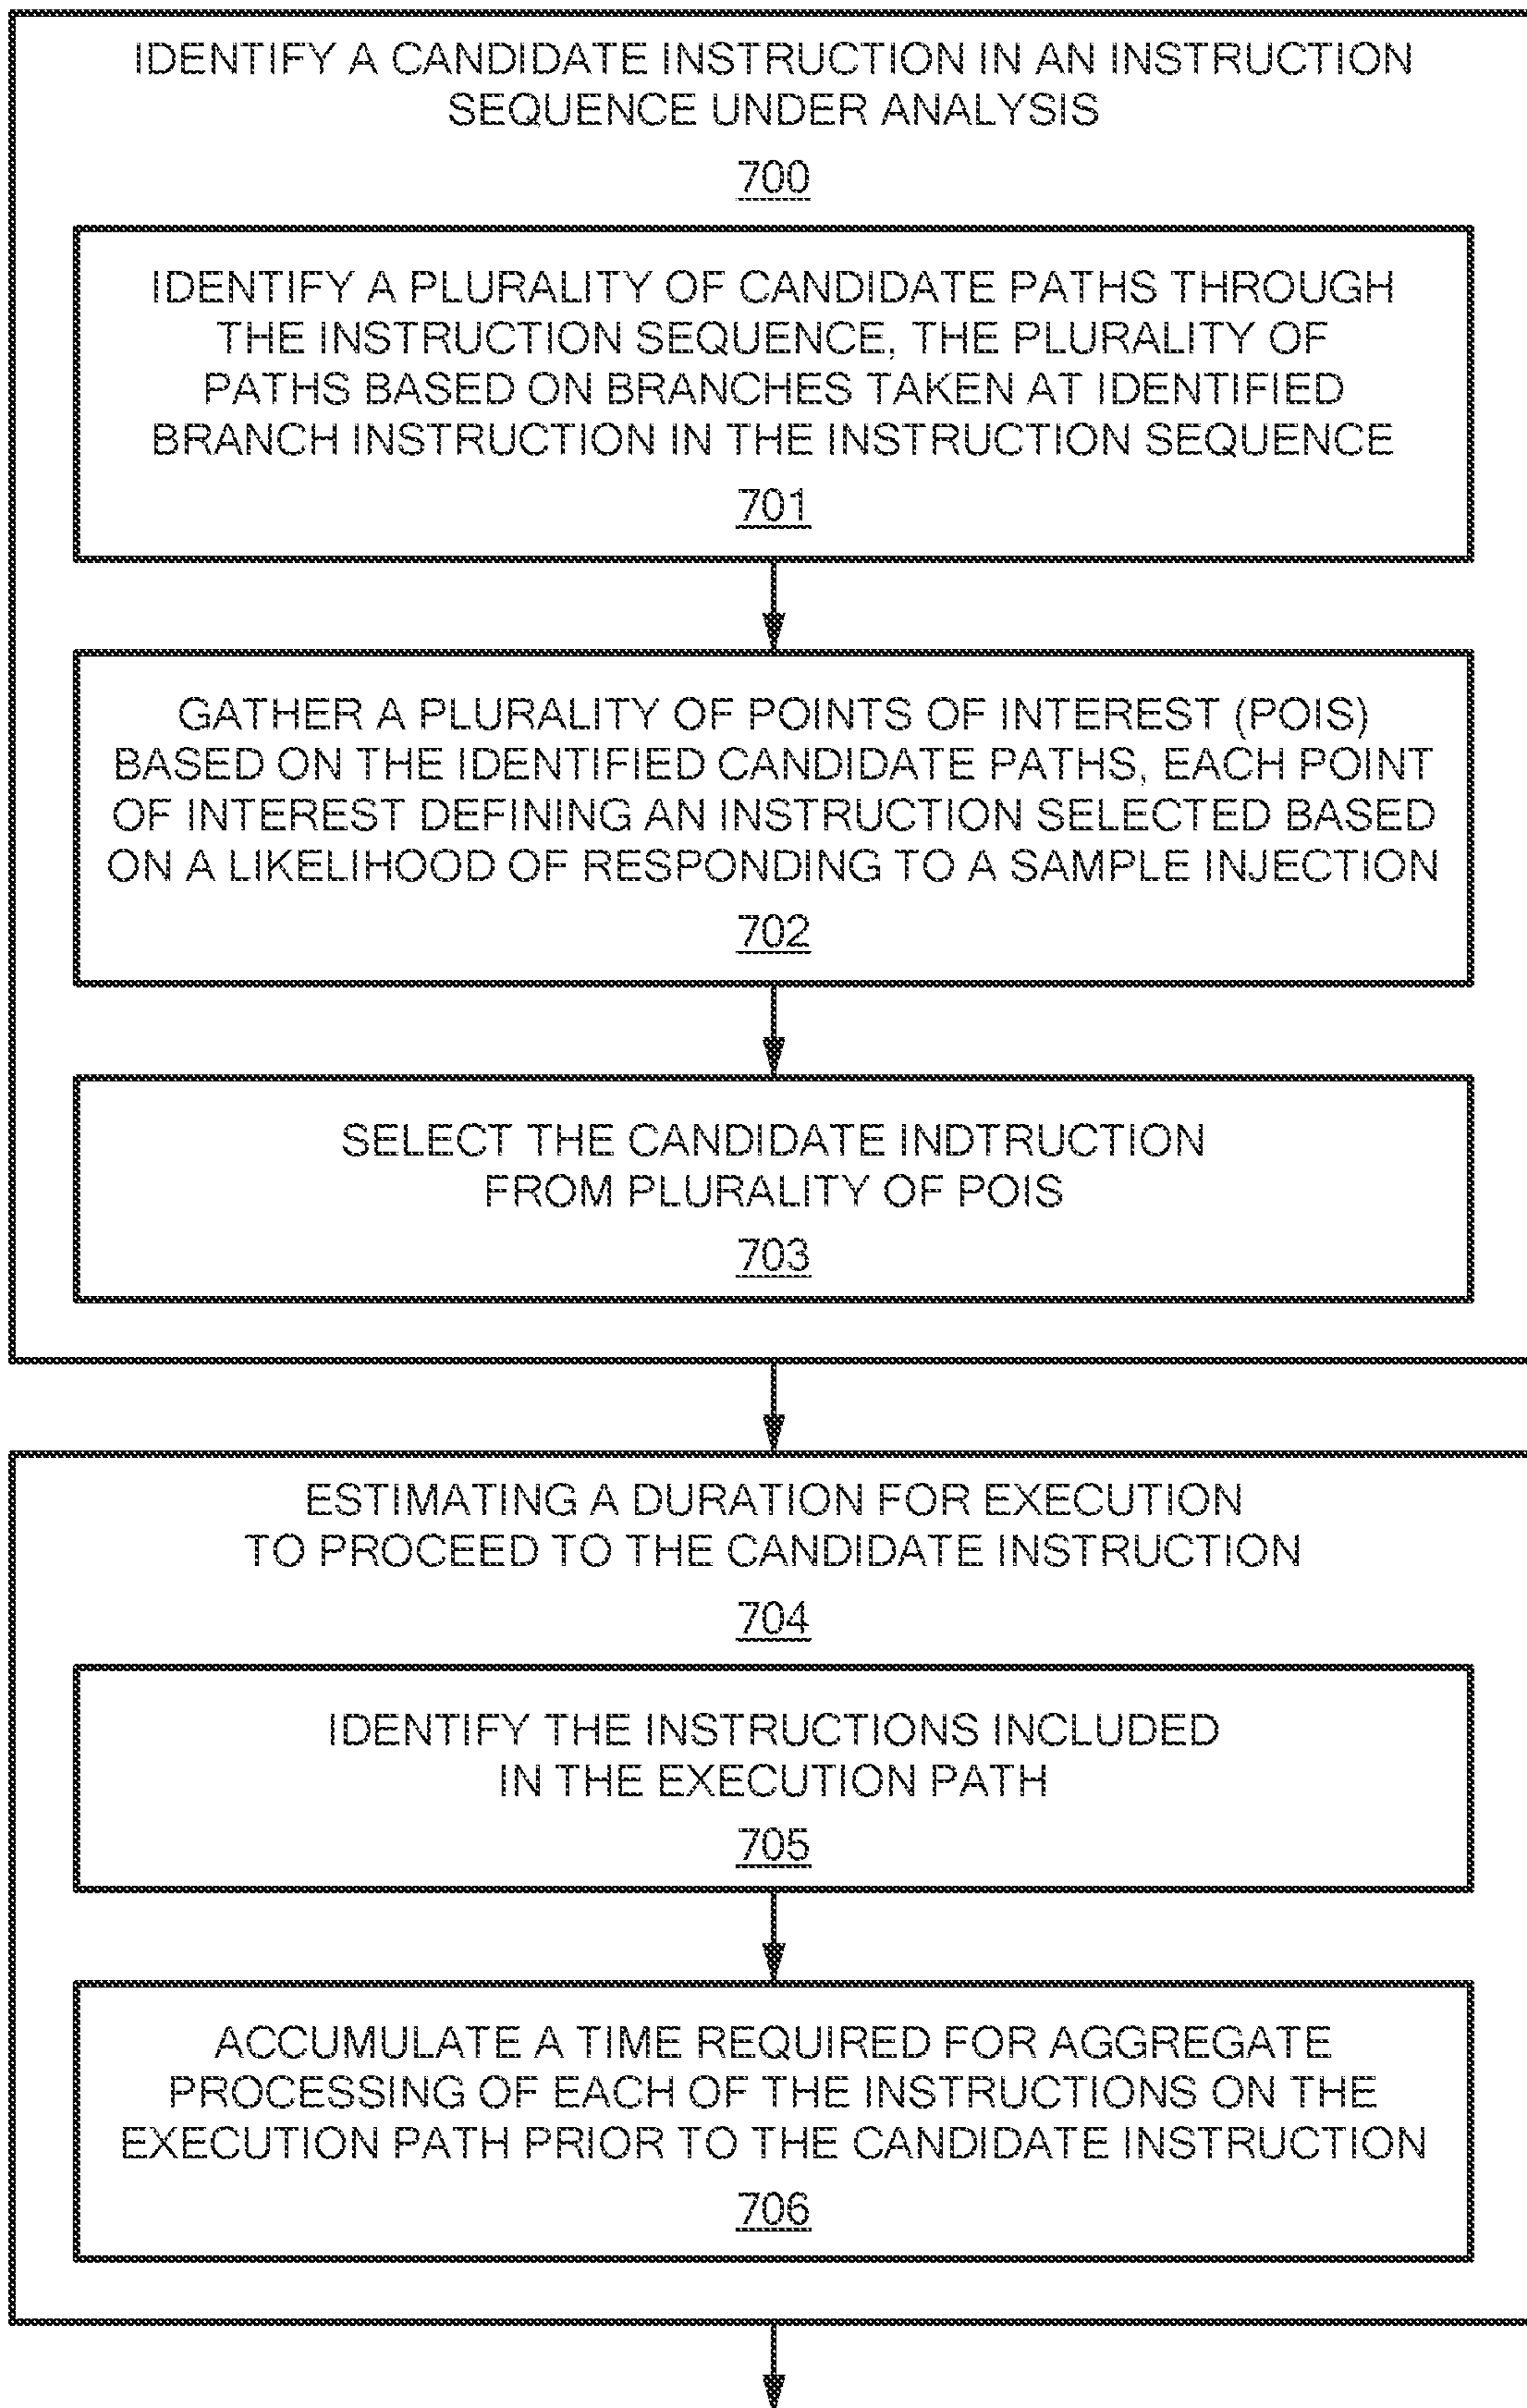 IDENTIFY A CANDIDATE INSTRUCTION IN AN INSTRUCTION
SEQUENCE UNDER ANALYSIS
700
IDENTIFY A PLURALITY OF CANDIDATE PATHS THROUGH
THE INSTRUCTION SEQUENCE, THE PLURALITY OF
PATHS BASED ON BRANCHES TAKEN AT IDENTIFIED
BRANCH INSTRUCTION IN THE INSTRUCTION SEQUENCE
701
GATHER A PLURALITY OF POINTS OF INTEREST (POIS)
BASED ON THE IDENTIFIED CANDIDATE PATHS, EACH POINT
OF INTEREST DEFINING AN INSTRUCTION SELECTED BASED
ON A LIKELIHOOD OF RESPONDING TO A SAMPLE INJECTION
702
SELECT THE CANDIDATE INDTRUCTION
FROM PLURALITY OF POIS
703
ESTIMATING A DURATION FOR EXECUTION
TO PROCEED TO THE CANDIDATE INSTRUCTION
704
IDENTIFY THE INSTRUCTIONS INCLUDED
IN THE EXECUTION PATH
705
ACCUMULATE A TIME REQUIRED FOR AGGREGATE
PROCESSING OF EACH OF THE INSTRUCTIONS ON THE
EXECUTION PATH PRIOR TO THE CANDIDATE INSTRUCTION
706